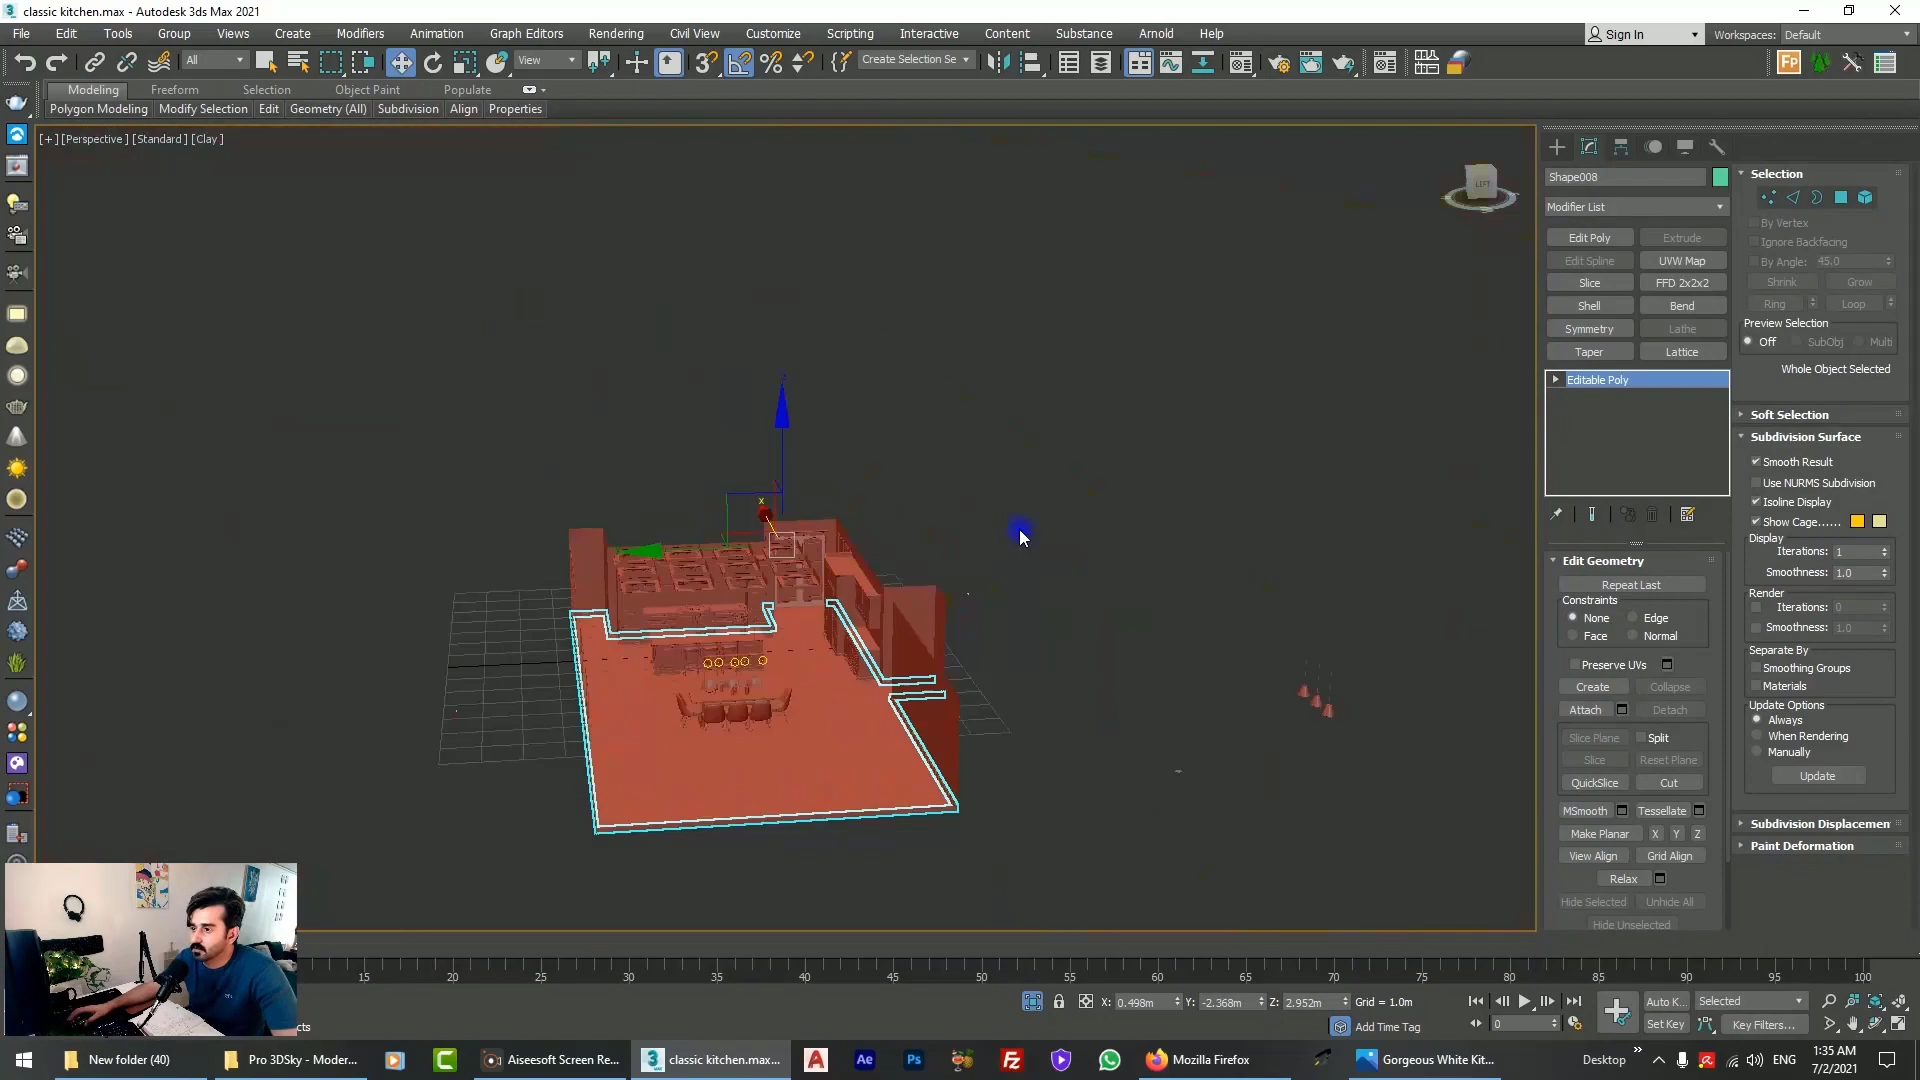 classic kitchen.max - Autodesk 3ds Max 2021
File Edit Tools Group Views Create Modifiers Animation Graph Editors Rendering Civil View Customize Scripting Interactive Content Substance Arnold Help
Sign In Workspaces: Default
All View Create Selection Se
Modeling Freeform Selection Object Paint Populate
Polygon Modeling Modify Selection Edit Geometry (All) Subdivision Align Properties
[+] [Perspective] [Standard] [Clay]
LEFT
z
x
Shape008
Modifier List
Edit Poly Extrude
Edit Spline UVW Map
Slice FFD 2x2x2
Shell Bend
Symmetry Lathe
Taper Lattice
Editable Poly
Edit Geometry
Repeat Last
Constraints
None Edge
Face Normal
Preserve UVs
Create Collapse
Attach Detach
Slice Plane Split
Slice Reset Plane
QuickSlice Cut
MSmooth Tessellate
Make Planar X Y Z
View Align Grid Align
Relax
Hide Selected Unhide All
Hide Unselected
Selection
By Vertex
Ignore Backfacing
By Angle: 45.0
Shrink Grow
Ring Loop
Preview Selection
Off SubObj Multi
Whole Object Selected
Soft Selection
Subdivision Surface
Smooth Result
Use NURMS Subdivision
Isoline Display
Show Cage......
Display
Iterations: 1
Smoothness: 1.0
Render
Iterations: 0
Smoothness: 1.0
Separate By
Smoothing Groups
Materials
Update Options
Always
When Rendering
Manually
Update
Subdivision Displacemen
Paint Deformation
15 20 25 30 35 40 45 50 55 60 65 70 75 80 85 90 95 100
X: 0.498m Y: -2.368m Z: 2.952m Grid = 1.0m
Add Time Tag
0
Auto K... Selected
Set Key Key Filters...
cts
New folder (40) Pro 3DSky - Moder... Aiseesoft Screen Re... classic kitchen.max... Mozilla Firefox Gorgeous White Kit... Desktop ENG
1:35 AM
7/2/2021